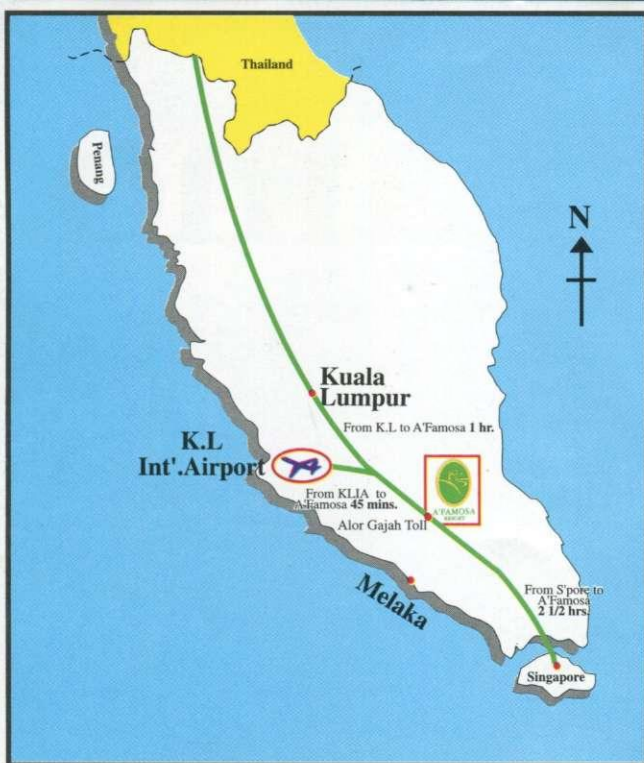 Thailand
Penang
N
Kuala
Lumpur
From K.L to A'Famosa 1 hr.
K.L
Int'.Airport
From KLIA to
A'Famosa 45 mins.
A'FAMOSA
RESORT
Alor Gajah Toll
Melaka
From S'pore to
A'Famosa
2 1/2 hrs.
Singapore